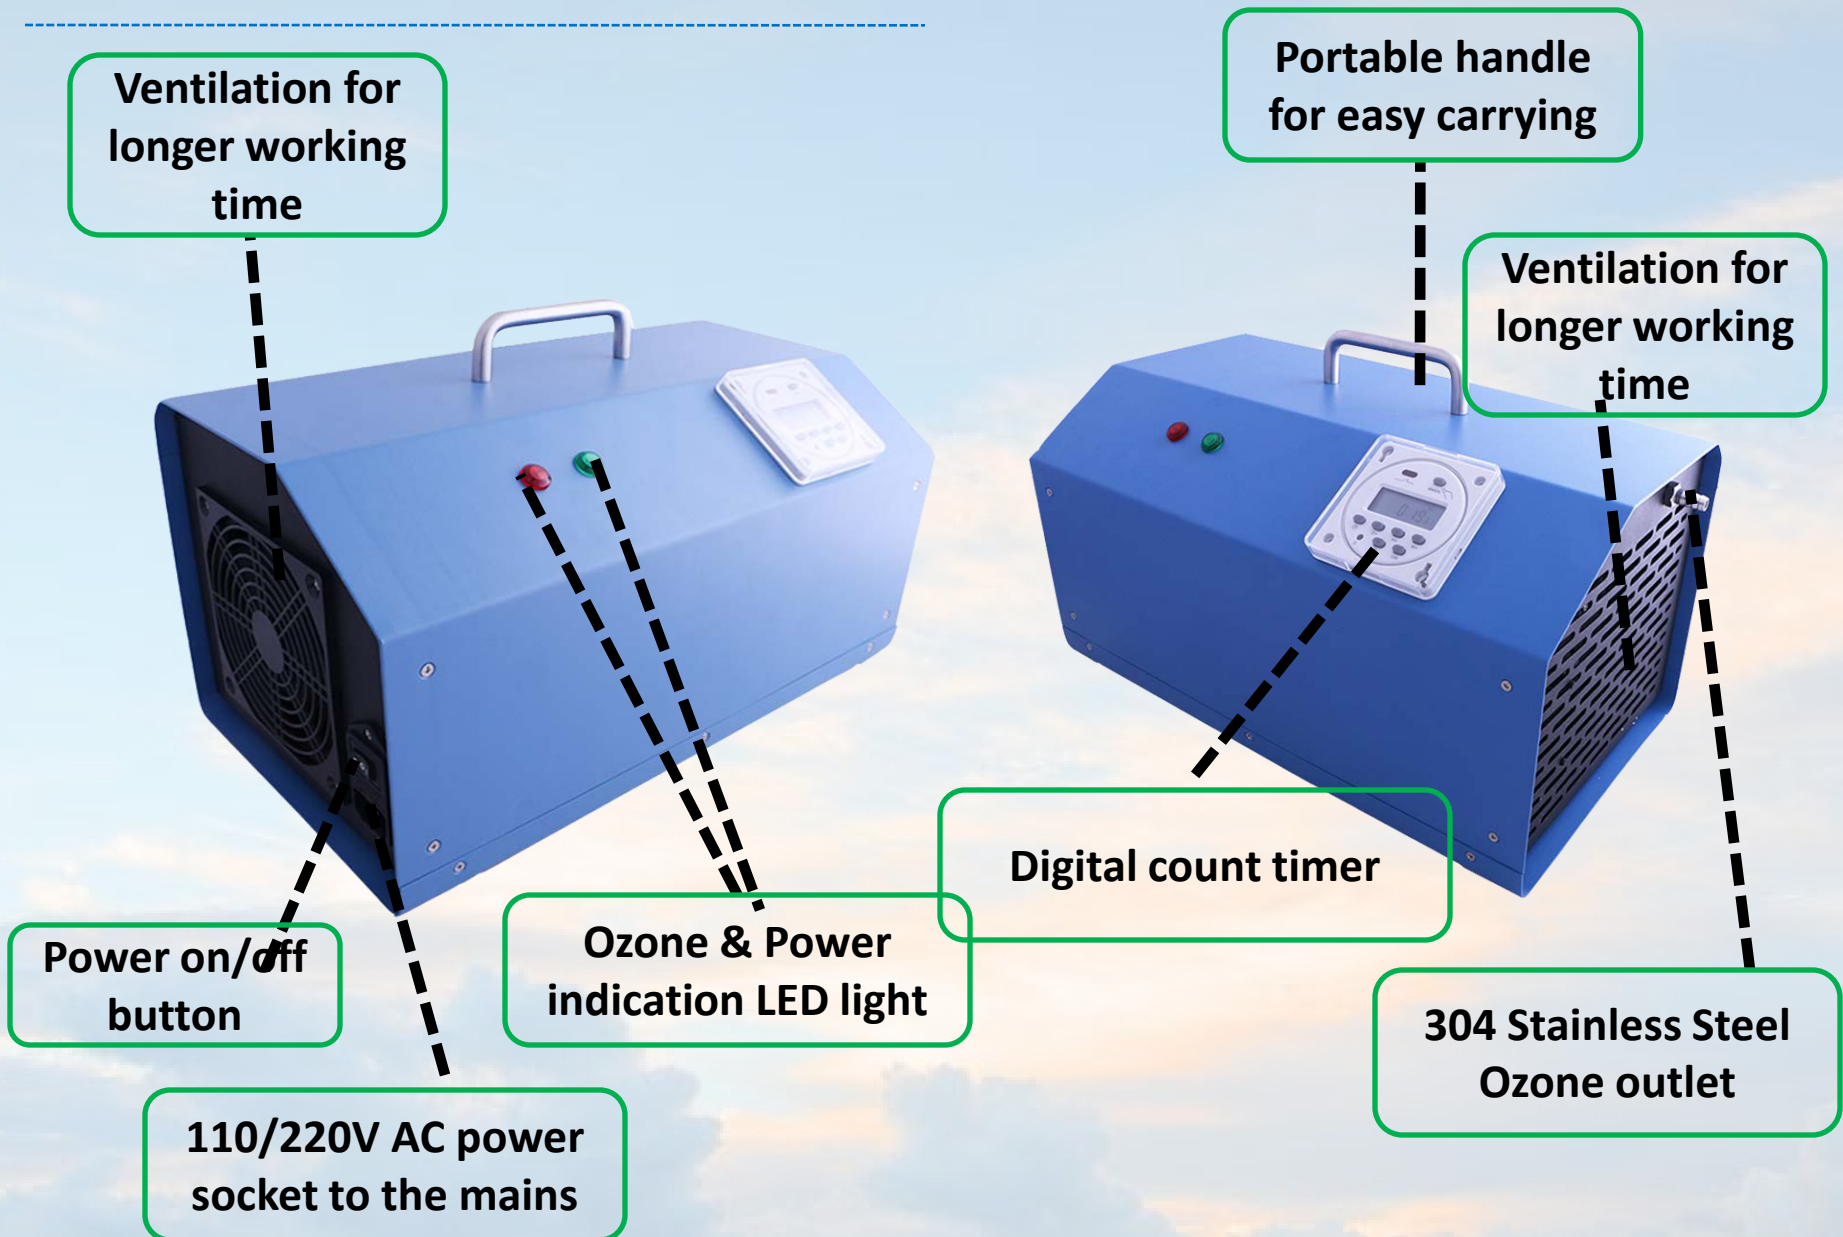 Ventilation for
longer working
time
Portable handle
for easy carrying
Ventilation for
longer working
time
Digital count timer
Power on/off
button
Ozone & Power
indication LED light
304 Stainless Steel
Ozone outlet
110/220V AC power
socket to the mains